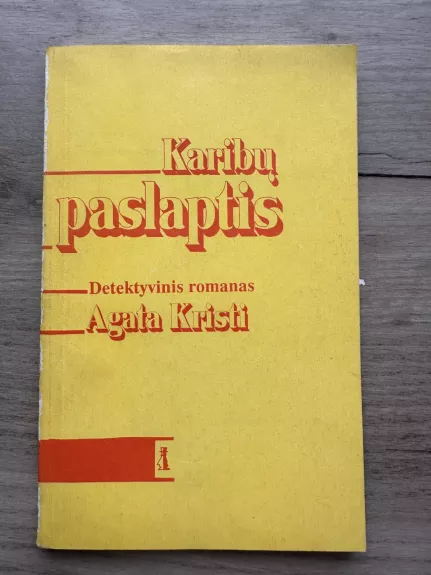 Karibų
paslaptis
Detektyvinis romanas
Agata Kristi